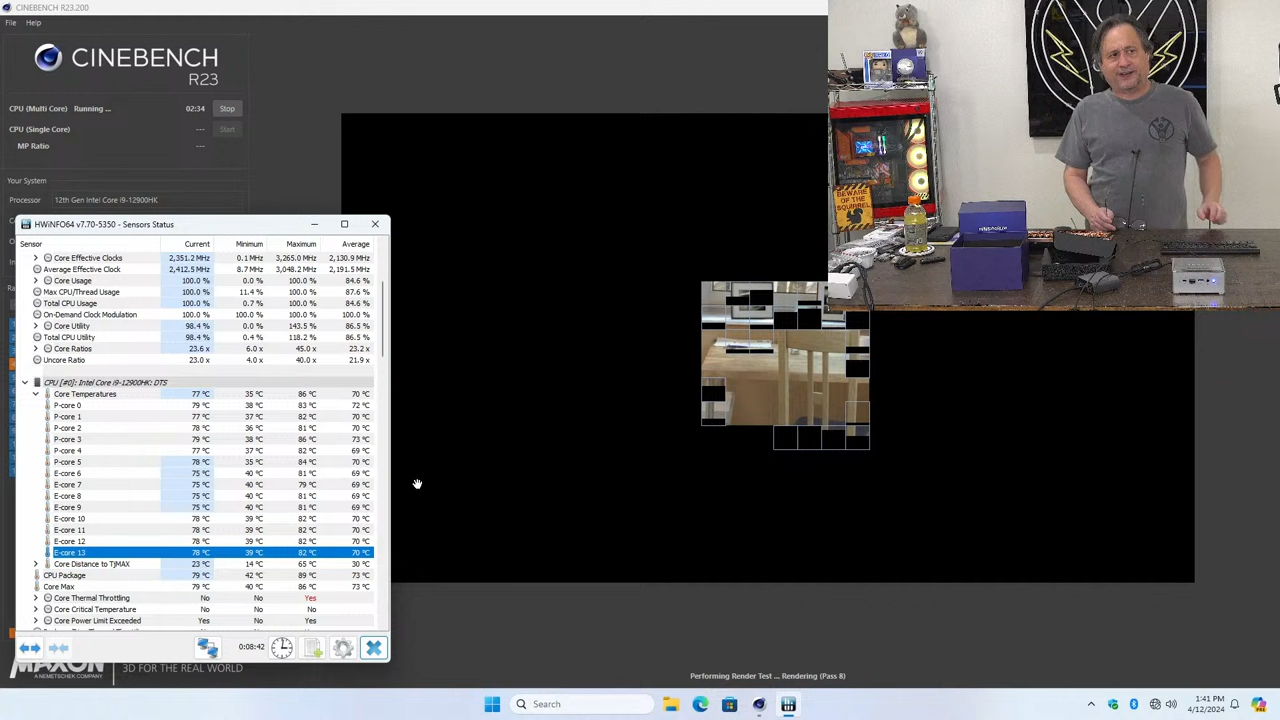 CINEBENCH R23.200
File Help
CINEBENCH
R23
CPU (Multi Core) Running ... 02:34 Stop
CPU (Single Core) --- Start
MP Ratio ---
Your System
Processor 12th Gen Intel Core i9-12900HK
HWiNFO64 v7.70-5350 - Sensors Status
Sensor Current Minimum Maximum Average
Core Effective Clocks 2,351.2 MHz 0.1 MHz 3,265.0 MHz 2,130.9 MHz
Average Effective Clock 2,412.5 MHz 8.7 MHz 3,048.2 MHz 2,191.5 MHz
Core Usage 100.0 % 0.0 % 100.0 % 84.6 %
Max CPU/Thread Usage 100.0 % 11.4 % 100.0 % 87.6 %
Total CPU Usage 100.0 % 0.7 % 100.0 % 84.6 %
On-Demand Clock Modulation 100.0 % 100.0 % 100.0 % 100.0 %
Core Utility 98.4 % 0.0 % 143.5 % 86.5 %
Total CPU Utility 98.4 % 0.4 % 118.2 % 86.5 %
Core Ratios 23.6 x 6.0 x 45.0 x 23.2 x
Uncore Ratio 23.0 x 4.0 x 40.0 x 21.9 x
CPU [#0]: Intel Core i9-12900HK: DTS
Core Temperatures 77 °C 35 °C 86 °C 70 °C
P-core 0 79 °C 38 °C 83 °C 72 °C
P-core 1 77 °C 37 °C 82 °C 70 °C
P-core 2 78 °C 36 °C 81 °C 70 °C
P-core 3 79 °C 38 °C 86 °C 73 °C
P-core 4 77 °C 37 °C 82 °C 69 °C
P-core 5 78 °C 35 °C 84 °C 70 °C
E-core 6 75 °C 40 °C 81 °C 69 °C
E-core 7 75 °C 40 °C 79 °C 69 °C
E-core 8 75 °C 40 °C 81 °C 69 °C
E-core 9 75 °C 40 °C 81 °C 69 °C
E-core 10 78 °C 39 °C 82 °C 70 °C
E-core 11 78 °C 39 °C 82 °C 70 °C
E-core 12 78 °C 39 °C 82 °C 70 °C
E-core 13 78 °C 39 °C 82 °C 70 °C
Core Distance to TjMAX 23 °C 14 °C 65 °C 30 °C
CPU Package 79 °C 42 °C 89 °C 73 °C
Core Max 79 °C 40 °C 86 °C 73 °C
Core Thermal Throttling No No Yes
Core Critical Temperature No No No
Core Power Limit Exceeded Yes No Yes
0:08:42
MAXON
A NEMETSCHEK COMPANY
3D FOR THE REAL WORLD
Performing Render Test ... Rendering (Pass 8)
BEWARE
OF THE
SQUIRREL
Search
1:41 PM
4/12/2024